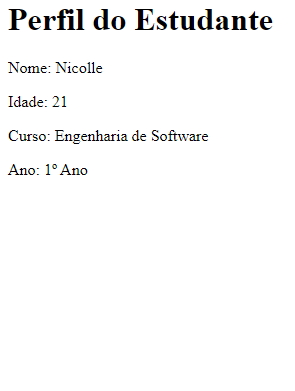 Perfil do Estudante
Nome: Nicolle
Idade: 21
Curso: Engenharia de Software
Ano: 1º Ano